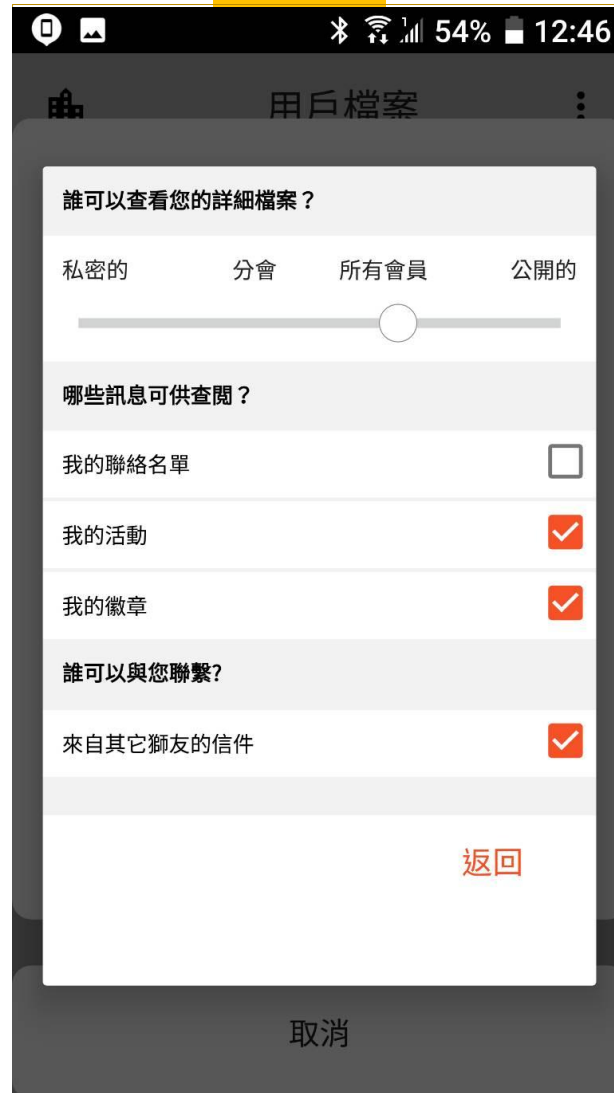 54% 12:46
用戶檔案
誰可以查看您的詳細檔案？
私密的 分會 所有會員 公開的
哪些訊息可供查閲？
我的聯絡名單
我的活動
我的徽章
誰可以與您聯繫?
來自其它獅友的信件
返回
取消